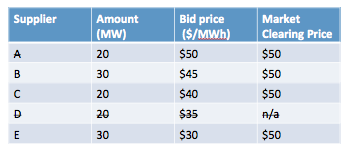 Supplier Amount (MW) Bid price ($/MWh) Market Clearing Price
A 20 $50 $50
B 30 $45 $50
C 20 $40 $50
D 20 $35 n/a
E 30 $30 $50